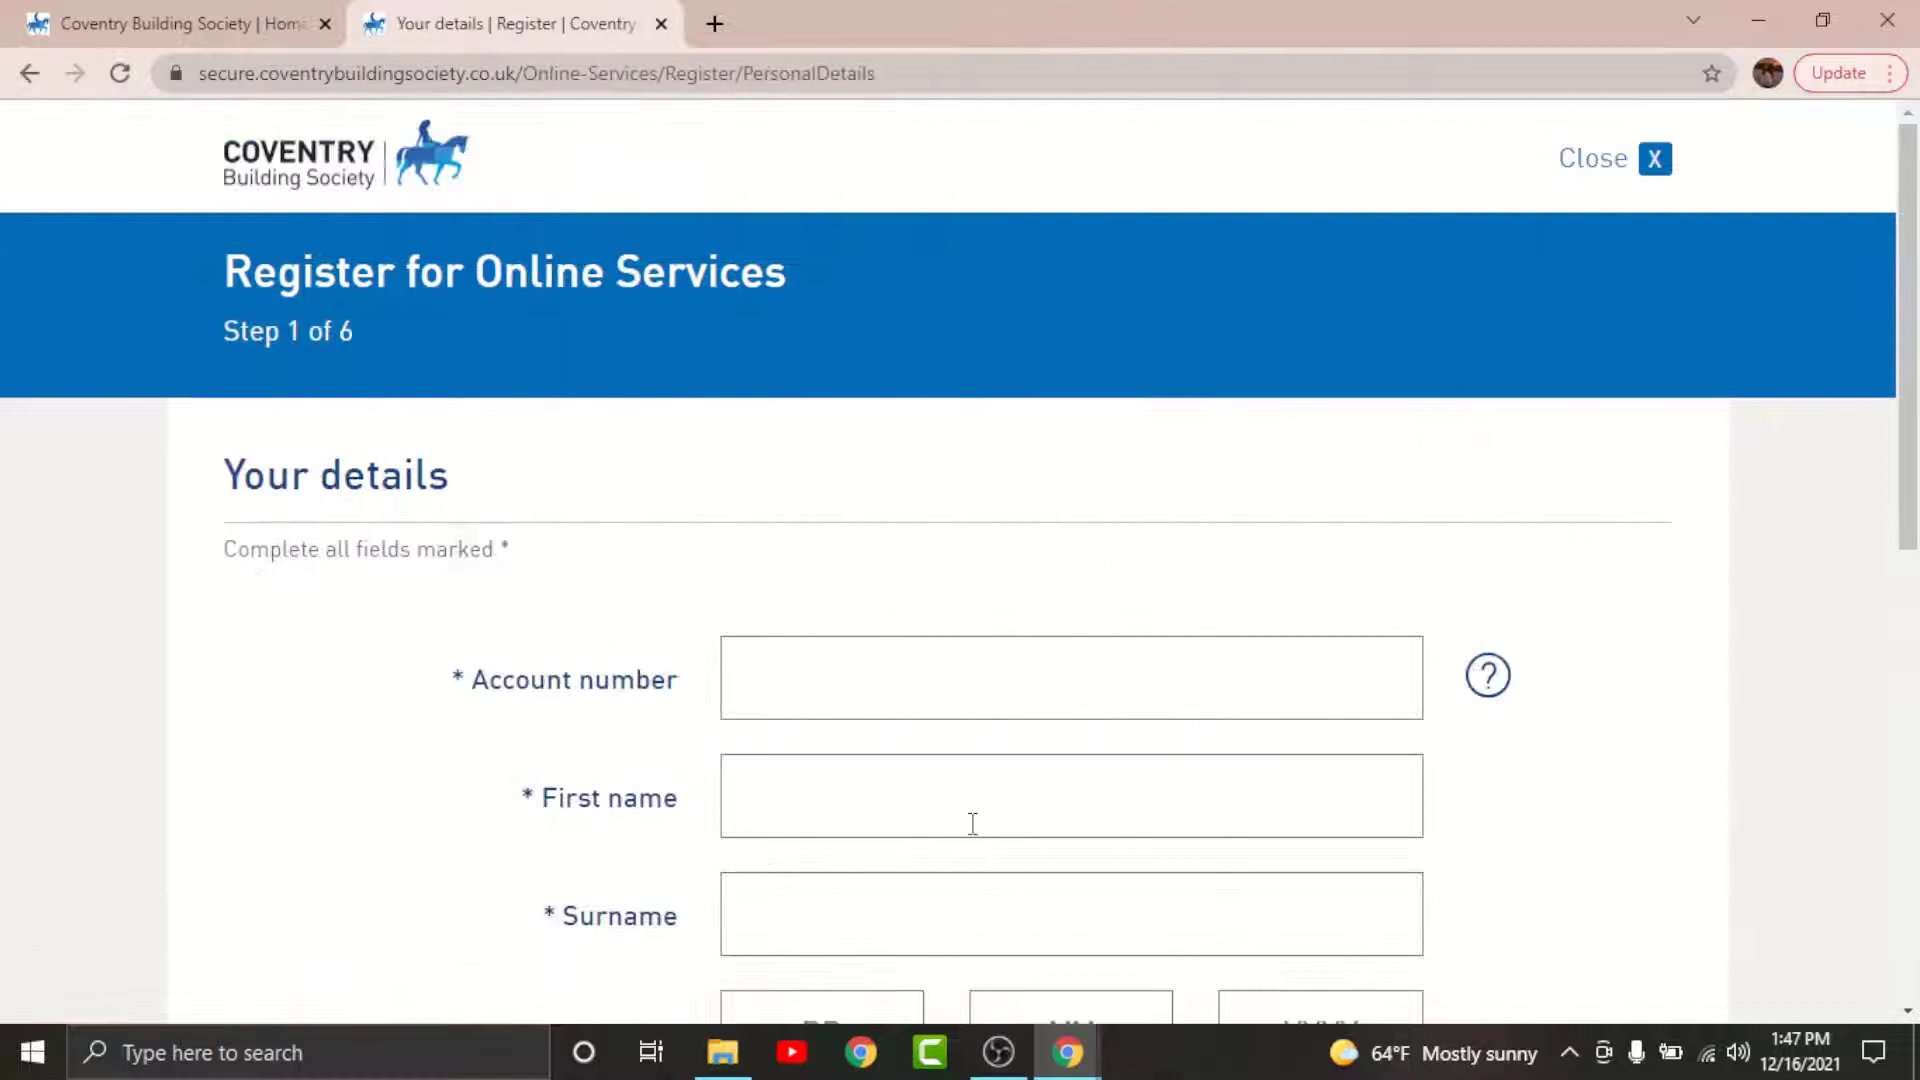 Coventry Building Society | Hom
Your details | Register | Coventry
secure.coventrybuildingsociety.co.uk/Online-Services/Register/PersonalDetails
Update
COVENTRY
Building Society
Close X
Register for Online Services
Step 1 of 6
Your details
Complete all fields marked *
* Account number
?
* First name
* Surname
Type here to search
64°F Mostly sunny
1:47 PM
12/16/2021